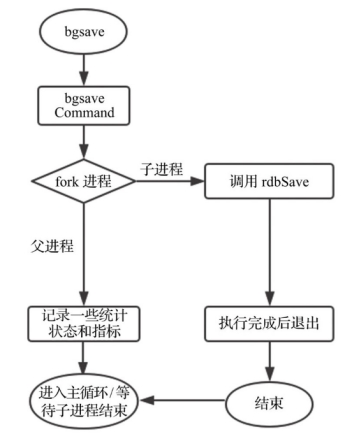 bgsave
bgsave
Command
fork 进程
子进程
调用 rdbSave
父进程
记录一些统计
状态和指标
执行完成后退出
进入主循环/等
待子进程结束
结束